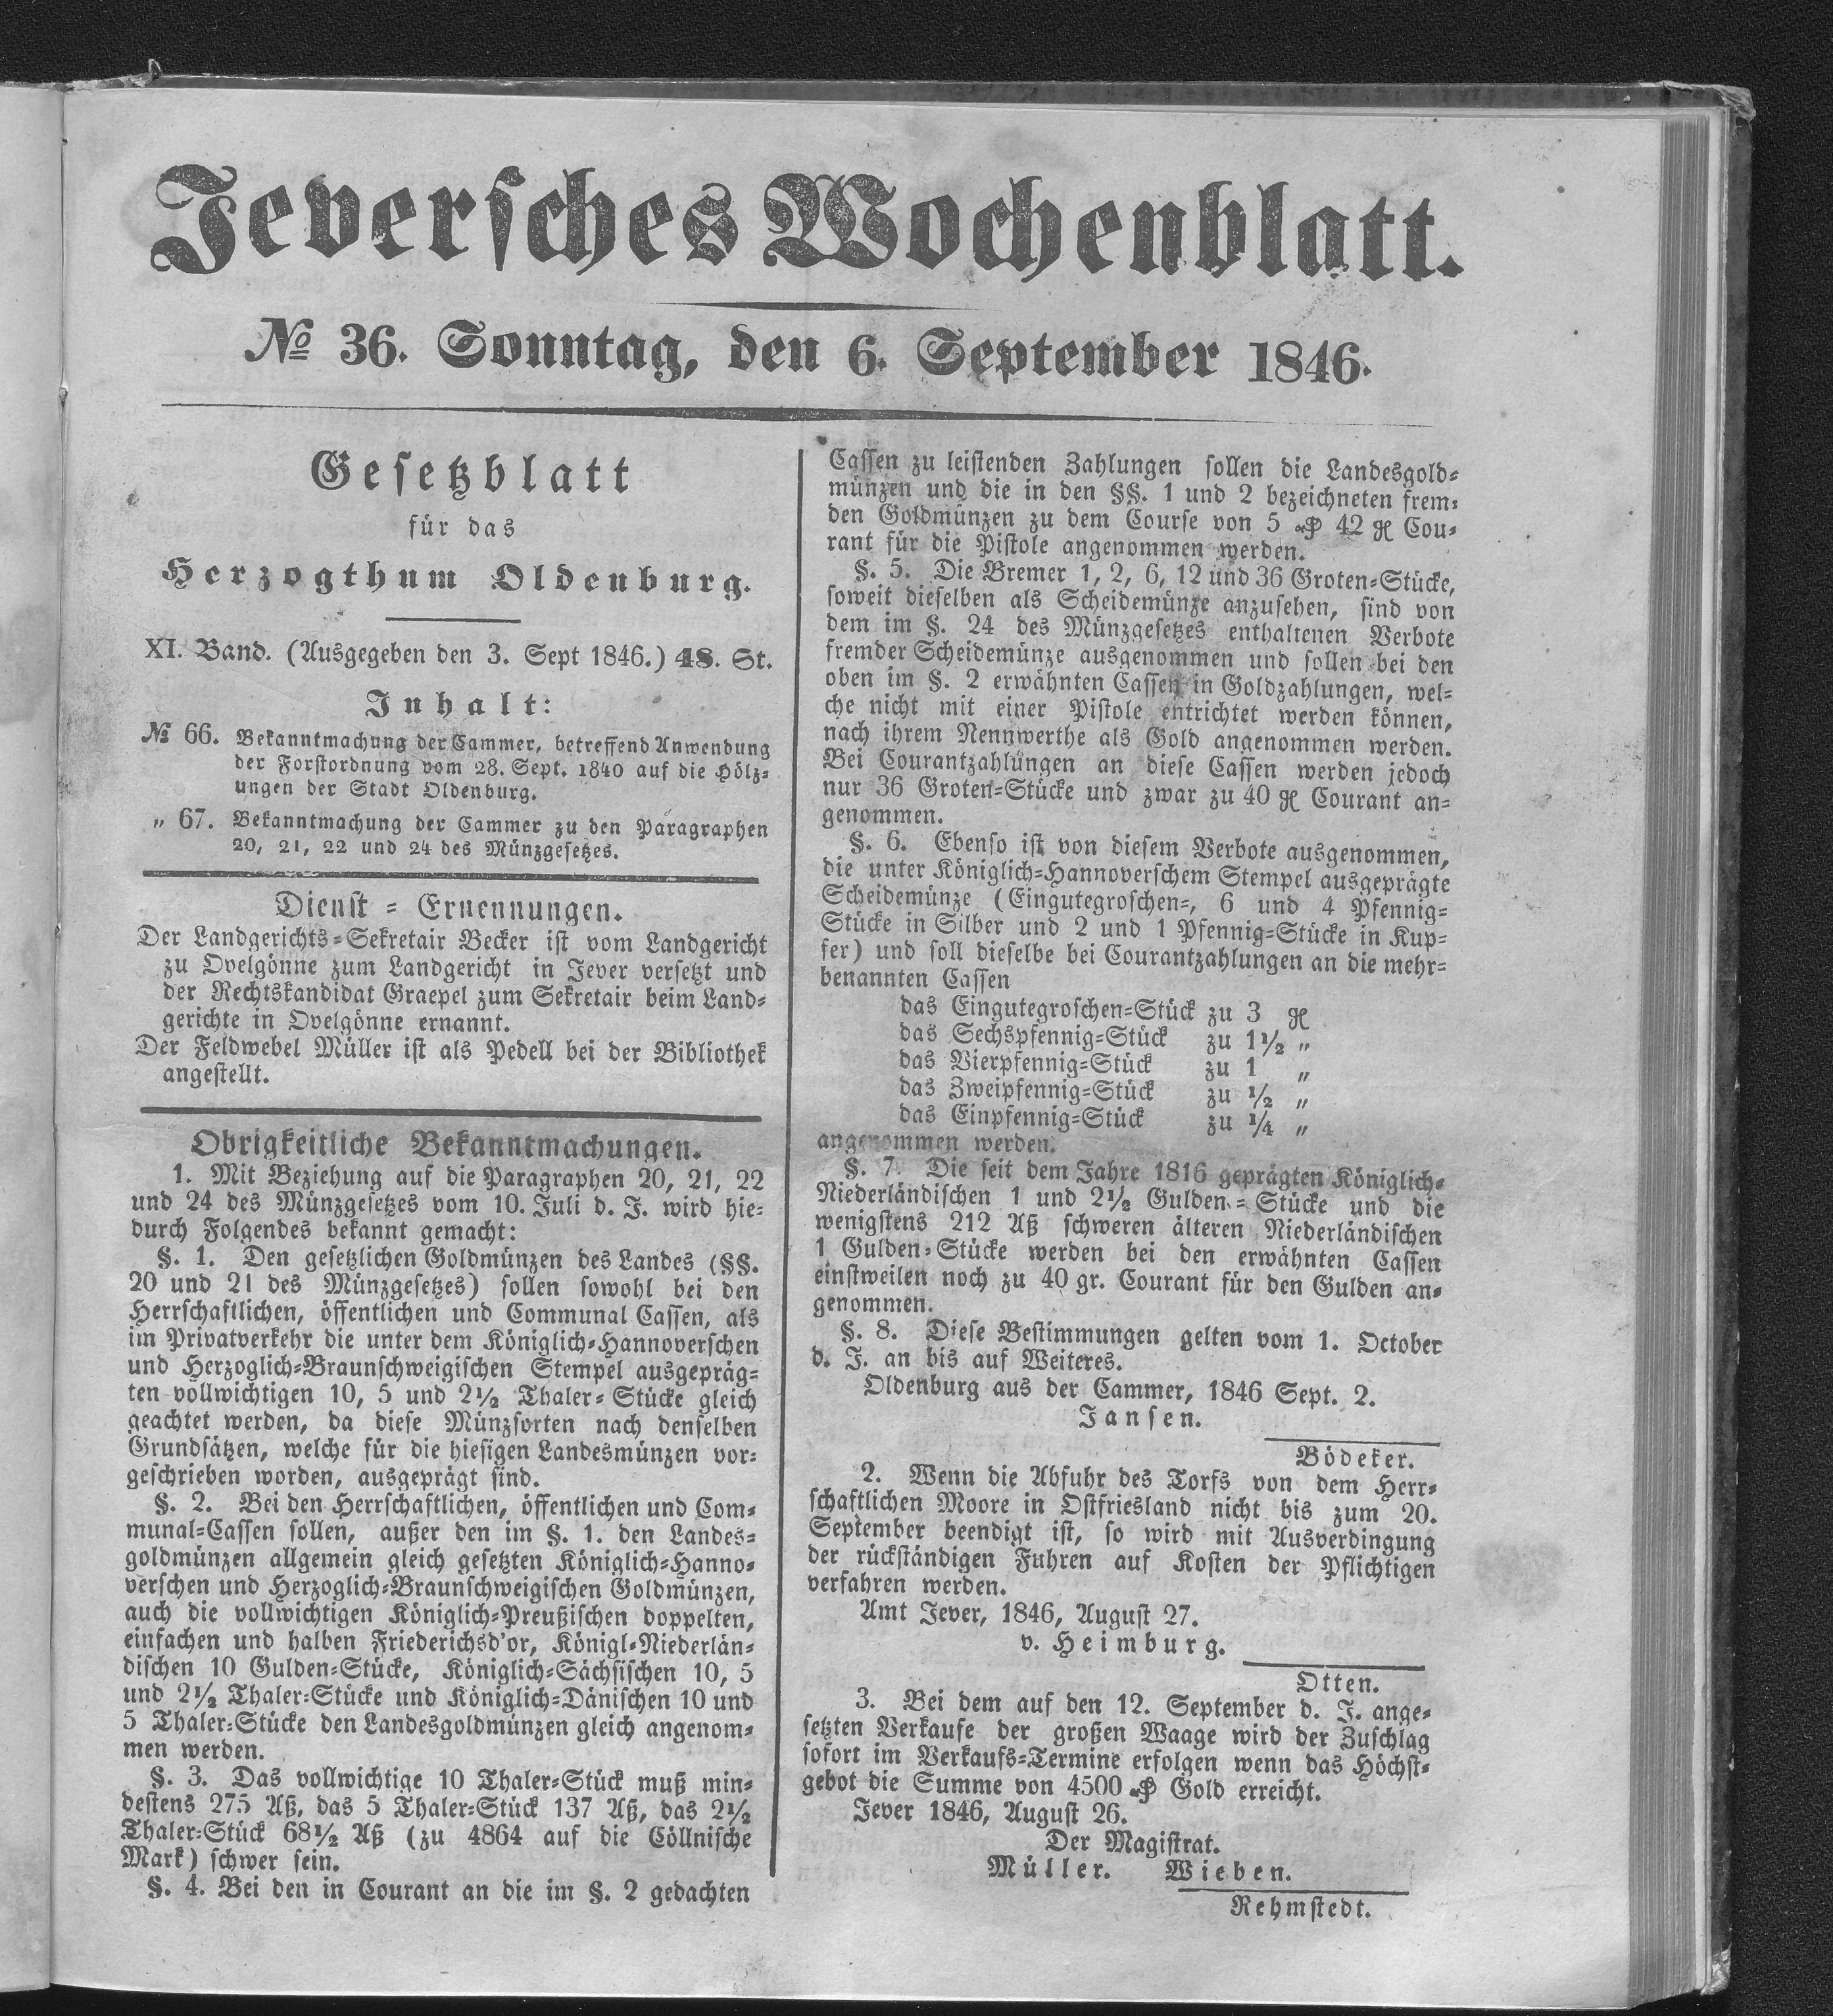 Jeversches Wochenblatt.
№ 36. Sonntag, den 6. September 1846.
Gesetzblatt
für das
Herzogthum Oldenburg.
XI. Band. (Ausgegeben den 3. Sept 1846.) 48. St.
Inhalt:
№ 66. Bekanntmachung der Cammer, betreffend Anwendung
der Forstordnung vom 28. Sept. 1840 auf die Hölz-
ungen der Stadt Oldenburg.
„ 67. Bekanntmachung der Cammer zu den Paragraphen
20, 21, 22 und 24 des Münzgesetzes.
Dienst-Ernennungen.
Der Landgerichts-Sekretair Becker ist vom Landgericht
zu Ovelgönne zum Landgericht in Jever versetzt und
der Rechtskandidat Graepel zum Sekretair beim Land-
gerichte in Ovelgönne ernannt.
Der Feldwebel Müller ist als Pedell bei der Bibliothek
angestellt.
Obrigkeitliche Bekanntmachungen.
1. Mit Beziehung auf die Paragraphen 20, 21, 22
und 24 des Münzgesetzes vom 10. Juli d. J. wird hie-
durch Folgendes bekannt gemacht:
§. 1. Den gesetzlichen Goldmünzen des Landes (§§.
20 und 21 des Münzgesetzes) sollen sowohl bei den
Herrschaftlichen, öffentlichen und Communal Cassen, als
im Privatverkehr die unter dem Königlich-Hannoverschen
und Herzoglich-Braunschweigischen Stempel ausgepräg-
ten vollwichtigen 10, 5 und 2½ Thaler-Stücke gleich
geachtet werden, da diese Münzsorten nach denselben
Grundsätzen, welche für die hiesigen Landesmünzen vor-
geschrieben worden, ausgeprägt sind.
§. 2. Bei den Herrschaftlichen, öffentlichen und Com-
munal-Cassen sollen, außer den im §. 1. den Landes-
goldmünzen allgemein gleich gesetzten Königlich-Hanno-
verschen und Herzoglich-Braunschweigischen Goldmünzen,
auch die vollwichtigen Königlich-Preußischen doppelten,
einfachen und halben Friederichsd'or, Königl-Niederlän-
dischen 10 Gulden-Stücke, Königlich-Sächsischen 10, 5
und 2½ Thaler-Stücke und Königlich-Dänischen 10 und
5 Thaler-Stücke den Landesgoldmünzen gleich angenom-
men werden.
§. 3. Das vollwichtige 10 Thaler-Stück muß min-
destens 275 Aß, das 5 Thaler-Stück 137 Aß, das 2½
Thaler-Stück 68½ Aß (zu 4864 auf die Cöllnische
Mark) schwer sein.
§. 4. Bei den in Courant an die im §. 2 gedachten
Cassen zu leistenden Zahlungen sollen die Landesgold-
münzen und die in den §§. 1 und 2 bezeichneten frem-
den Goldmünzen zu dem Course von 5 ₰ 42 gr Cou-
rant für die Pistole angenommen werden.
§. 5. Die Bremer 1, 2, 6, 12 und 36 Groten-Stücke,
soweit dieselben als Scheidemünze anzusehen, sind von
dem im §. 24 des Münzgesetzes enthaltenen Verbote
fremder Scheidemünze ausgenommen und sollen bei den
oben im §. 2 erwähnten Cassen in Goldzahlungen, wel-
che nicht mit einer Pistole entrichtet werden können,
nach ihrem Nennwerthe als Gold angenommen werden.
Bei Courantzahlungen an diese Cassen werden jedoch
nur 36 Groten-Stücke und zwar zu 40 gr Courant an-
genommen.
§. 6. Ebenso ist von diesem Verbote ausgenommen,
die unter Königlich-Hannoverschem Stempel ausgeprägte
Scheidemünze (Eingutegroschen-, 6 und 4 Pfennig-
Stücke in Silber und 2 und 1 Pfennig-Stücke in Kup-
fer) und soll dieselbe bei Courantzahlungen an die mehr-
benannten Cassen
das Eingutegroschen-Stück zu 3 gr
das Sechspfennig-Stück zu 1½ „
das Vierpfennig-Stück zu 1 „
das Zweipfennig-Stück zu ½ „
das Einpfennig-Stück zu ¼ „
angenommen werden.
§. 7. Die seit dem Jahre 1816 geprägten Königlich-
Niederländischen 1 und 2½ Gulden-Stücke und die
wenigstens 212 Aß schweren älteren Niederländischen
1 Gulden-Stücke werden bei den erwähnten Cassen
einstweilen noch zu 40 gr. Courant für den Gulden an-
genommen.
§. 8. Diese Bestimmungen gelten vom 1. October
d. J. an bis auf Weiteres.
Oldenburg aus der Cammer, 1846 Sept. 2.
Jansen.
Bödeker.
2. Wenn die Abfuhr des Torfs von dem Herr-
schaftlichen Moore in Ostfriesland nicht bis zum 20.
September beendigt ist, so wird mit Ausverdingung
der rückständigen Fuhren auf Kosten der Pflichtigen
verfahren werden.
Amt Jever, 1846, August 27.
v. Heimburg.
Otten.
3. Bei dem auf den 12. September d. J. ange-
setzten Verkaufe der großen Waage wird der Zuschlag
sofort im Verkaufs-Termine erfolgen wenn das Höchst-
gebot die Summe von 4500 ₰ Gold erreicht.
Jever 1846, August 26.
Der Magistrat.
Müller. Wieben.
Rehmstedt.